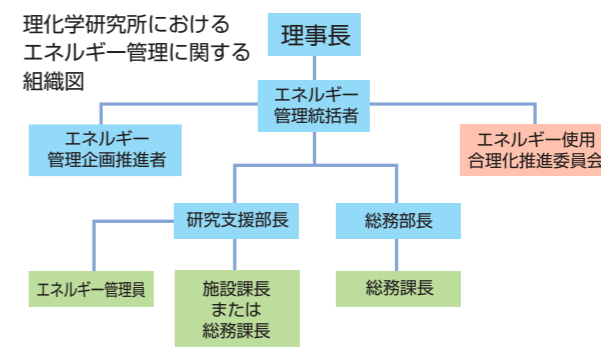 理化学研究所における
エネルギー管理に関する
組織図
理事長
エネルギー
管理統括者
エネルギー
管理企画推進者
エネルギー使用
合理化推進委員会
研究支援部長
総務部長
エネルギー管理員
施設課長
または
総務課長
総務課長